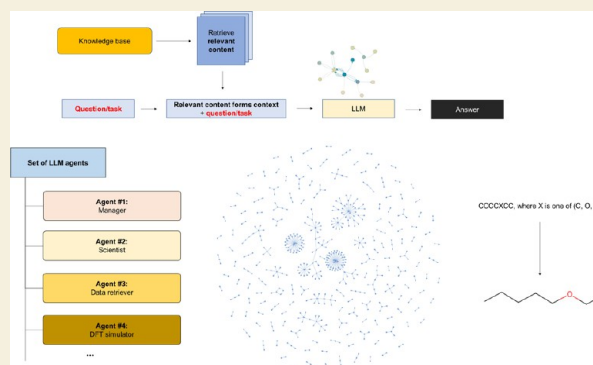 Knowledge base
Retrieve
relevant
content
Question/task
Relevant content forms context
+ question/task
LLM
Answer
Set of LLM agents
Agent #1:
Manager
Agent #2:
Scientist
Agent #3:
Data retriever
Agent #4:
DFT simulator
...
CCCCXCC, where X is one of (C, O,
O